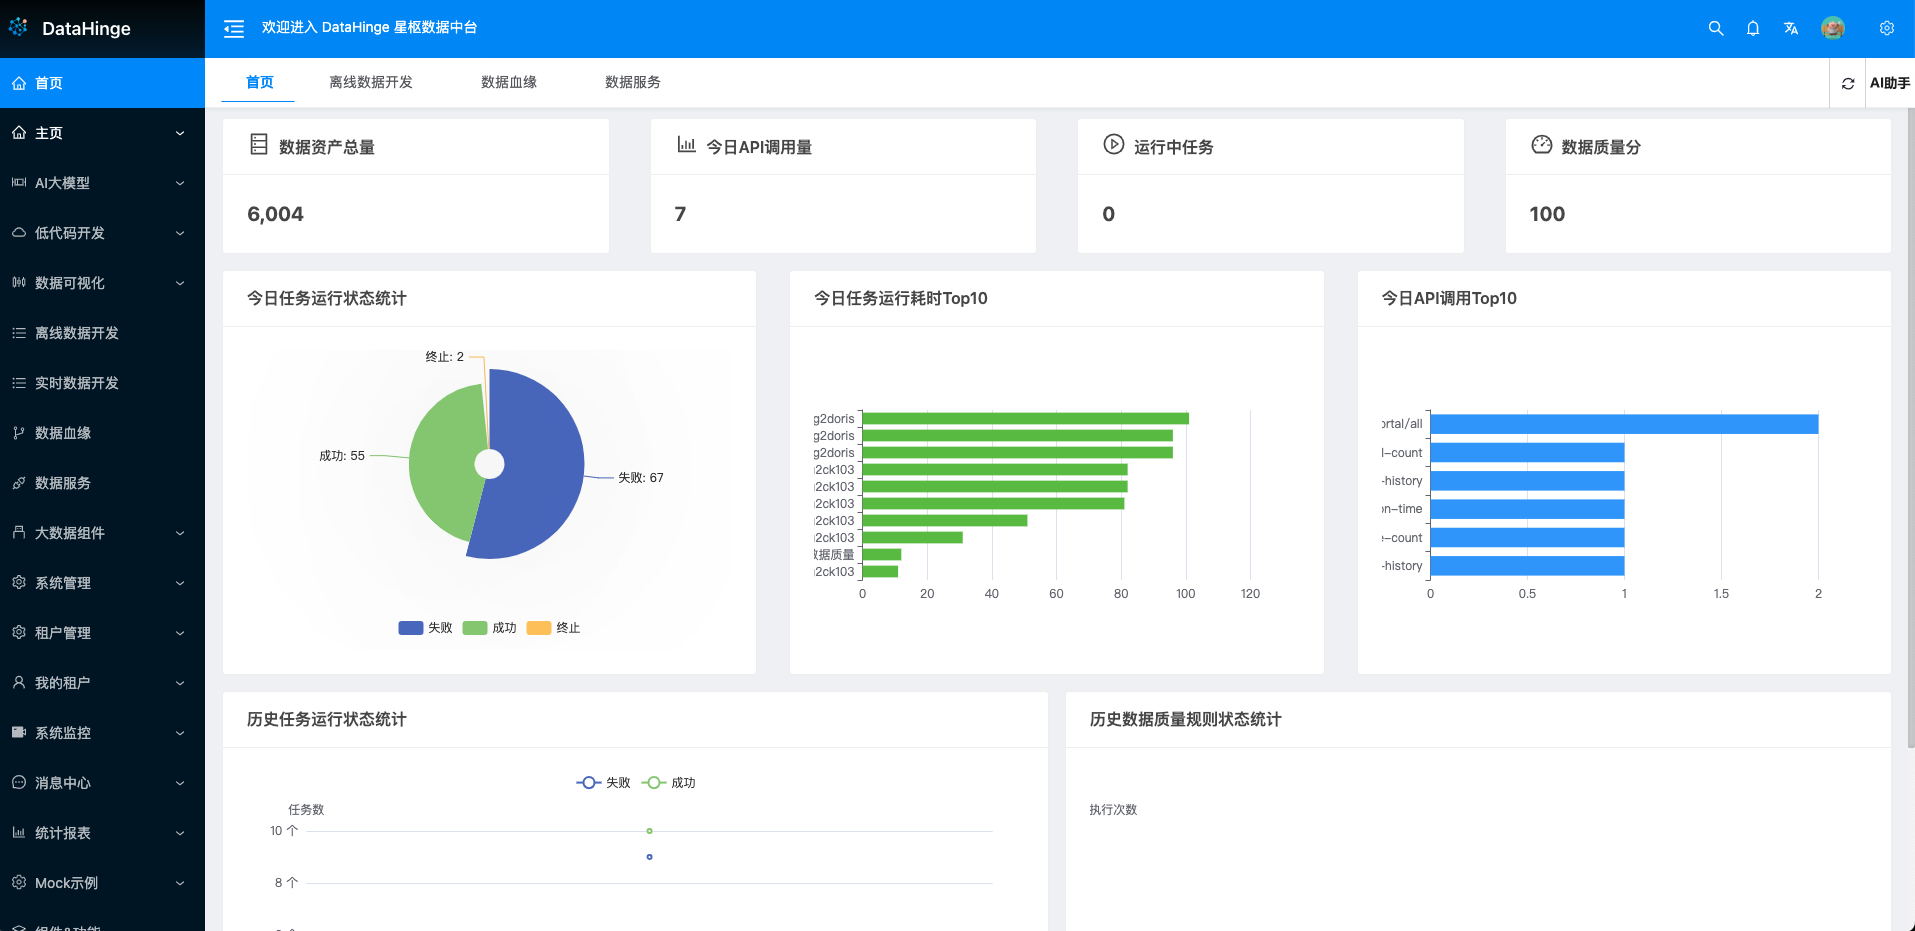 DataHinge
欢迎进入 DataHinge 星枢数据中台
首页
主页
AI大模型
低代码开发
数据可视化
离线数据开发
实时数据开发
数据血缘
数据服务
大数据组件
系统管理
租户管理
我的租户
系统监控
消息中心
统计报表
Mock示例
首页
离线数据开发
数据血缘
数据服务
AI助手
数据资产总量
6,004
今日API调用量
7
运行中任务
0
数据质量分
100
今日任务运行状态统计
终止: 2
成功: 55
失败: 67
失败 成功 终止
今日任务运行耗时Top10
g2doris
g2doris
g2doris
2ck103
2ck103
2ck103
2ck103
2ck103
数据质量
2ck103
0 20 40 60 80 100 120
今日API调用Top10
ortal/all
l-count
-history
on-time
e-count
-history
0 0.5 1 1.5 2
历史任务运行状态统计
失败 成功
任务数
10 个
8 个
历史数据质量规则状态统计
执行次数